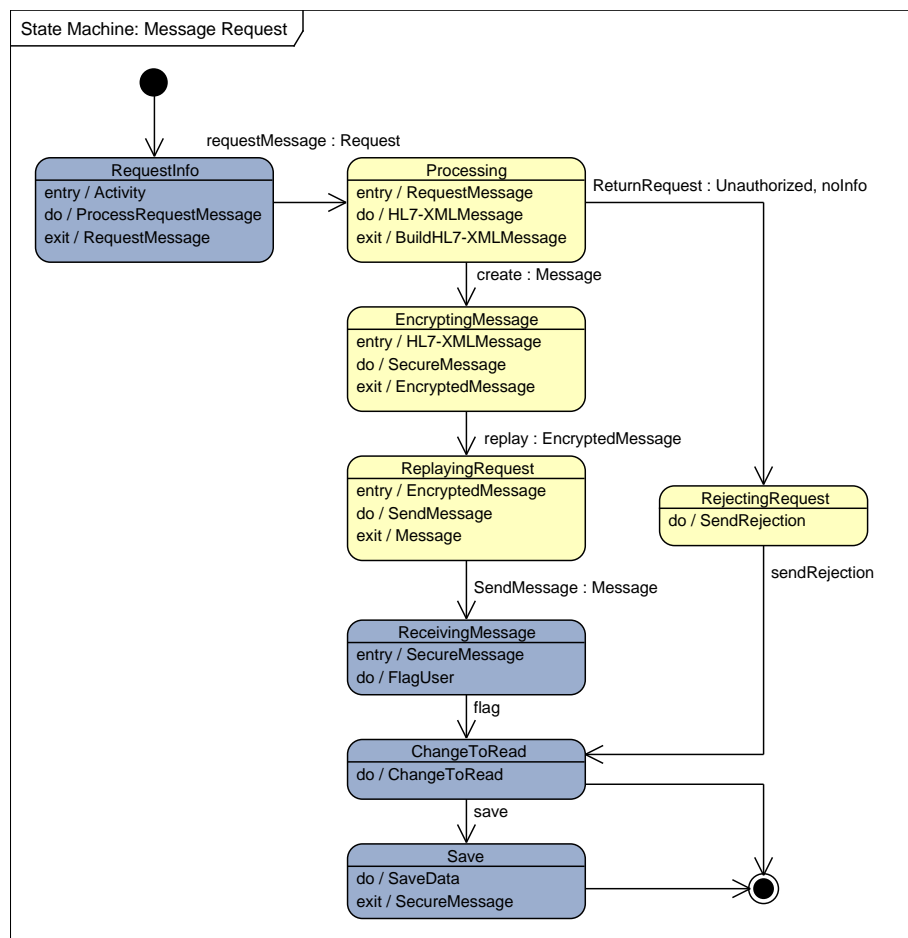 State Machine: Message Request
requestMessage : Request
RequestInfo
entry / Activity
do / ProcessRequestMessage
exit / RequestMessage
Processing
entry / RequestMessage
do / HL7-XMLMessage
exit / BuildHL7-XMLMessage
ReturnRequest : Unauthorized, noInfo
create : Message
EncryptingMessage
entry / HL7-XMLMessage
do / SecureMessage
exit / EncryptedMessage
replay : EncryptedMessage
ReplayingRequest
entry / EncryptedMessage
do / SendMessage
exit / Message
RejectingRequest
do / SendRejection
sendRejection
SendMessage : Message
ReceivingMessage
entry / SecureMessage
do / FlagUser
flag
ChangeToRead
do / ChangeToRead
save
Save
do / SaveData
exit / SecureMessage